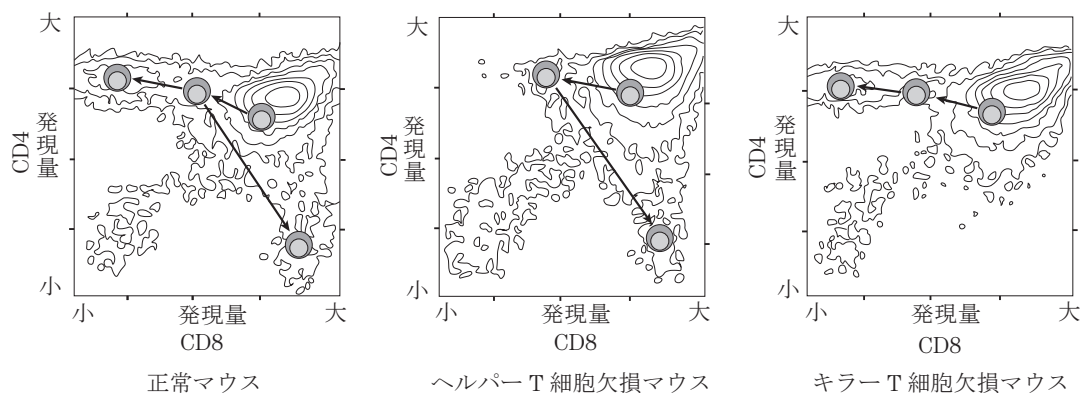 大
CD4
発現量
小
小
発現量
大
CD8
正常マウス
大
CD4
発現量
小
小
発現量
大
CD8
ヘルパー T 細胞欠損マウス
大
CD4
発現量
小
小
発現量
大
CD8
キラー T 細胞欠損マウス